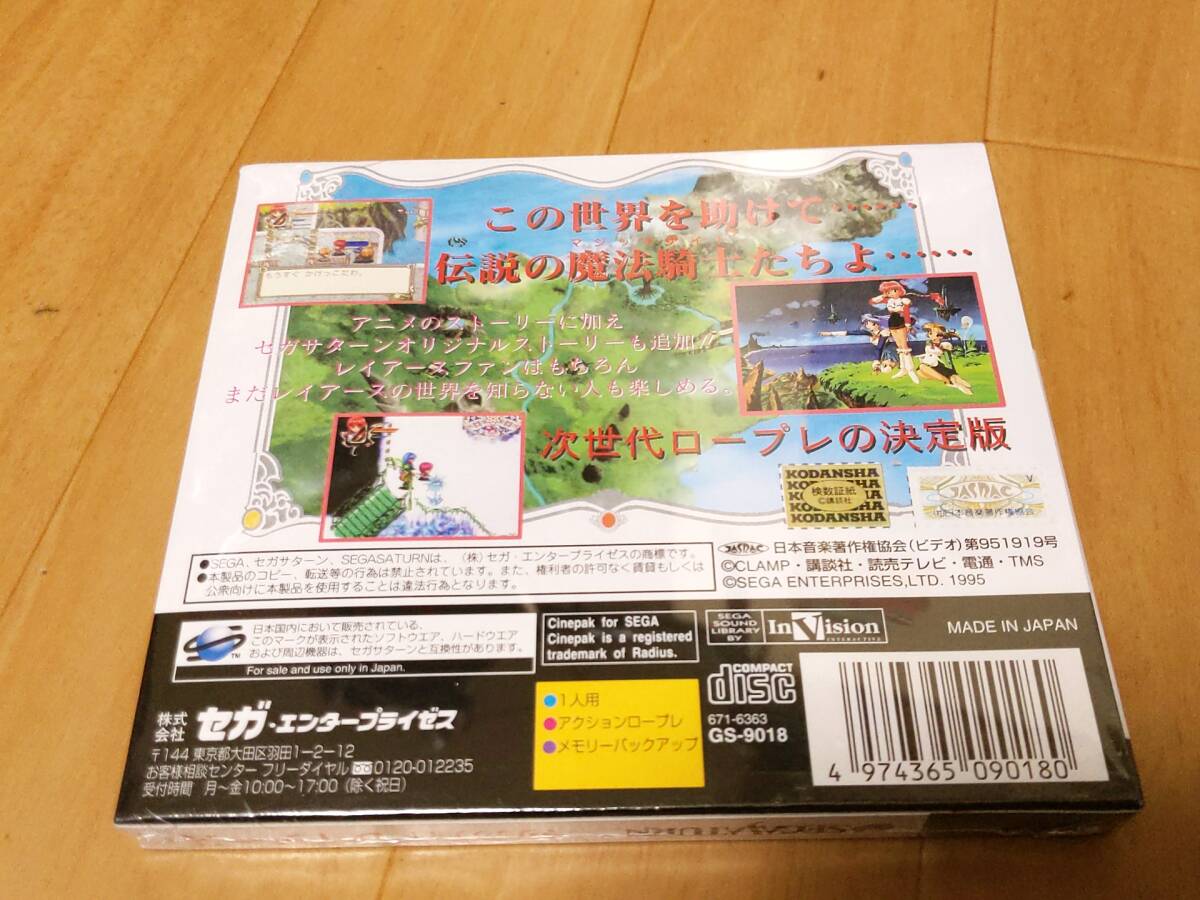 この世界を助けて……
伝説の魔法騎士たちよ……
もうすぐ かけっこだわ。
アニメのストーリーに加え
セガサターンオリジナルストーリーも追加!!
レイアースファンはもちろん
まだレイアースの世界を知らない人も楽しめる。
次世代ロープレの決定版
KODANSHA
KODANSHA
検数証紙
©講談社
KODANSHA
KODANSHA
JASRAC
V
日本音楽著作権協会
●SEGA、セガサターン、SEGASATURNは、(株)セガ・エンタープライゼスの商標です。
●本製品のコピー、転送等の行為は禁止されています。また、権利者の許可なく賃貸もしくは
公衆向けに本製品を使用することは違法行為となります。
JASRAC 日本音楽著作権協会(ビデオ)第951919号
©CLAMP・講談社・読売テレビ・電通・TMS
©SEGA ENTERPRISES,LTD. 1995
日本国内において販売されている、
このマークが表示されたソフトウエア、ハードウエア
および周辺機器は、セガサターンと互換性があります。
TM
For sale and use only in Japan.
Cinepak for SEGA
Cinepak is a registered
trademark of Radius.
SEGA
SOUND
LIBRARY
BY
InVision
INTERACTIVE
MADE IN JAPAN
株式会社 セガ・エンタープライゼス
〒144 東京都大田区羽田1-2-12
お客様相談センター フリーダイヤル 0120-012235
受付時間 月〜金10:00〜17:00(除く祝日)
●1人用
●アクションロープレ
●メモリーバックアップ
COMPACT
disc
671-6363
GS-9018
4 974365 090180